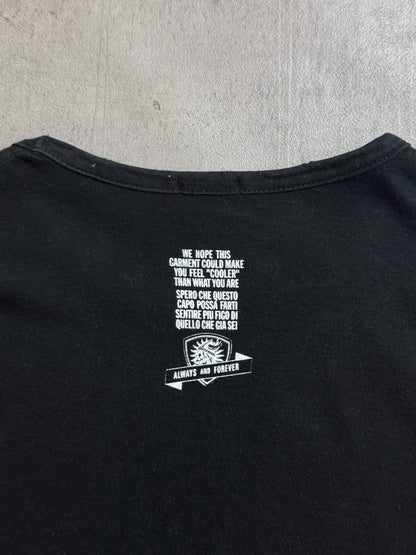 WE HOPE THIS
GARMENT COULD MAKE
YOU FEEL "COOLER"
THAN WHAT YOU ARE
SPERO CHE QUESTO
CAPO POSSA FARTI
SENTIRE PIU FIGO DI
QUELLO CHE GIA SEI
ALWAYS AND FOREVER